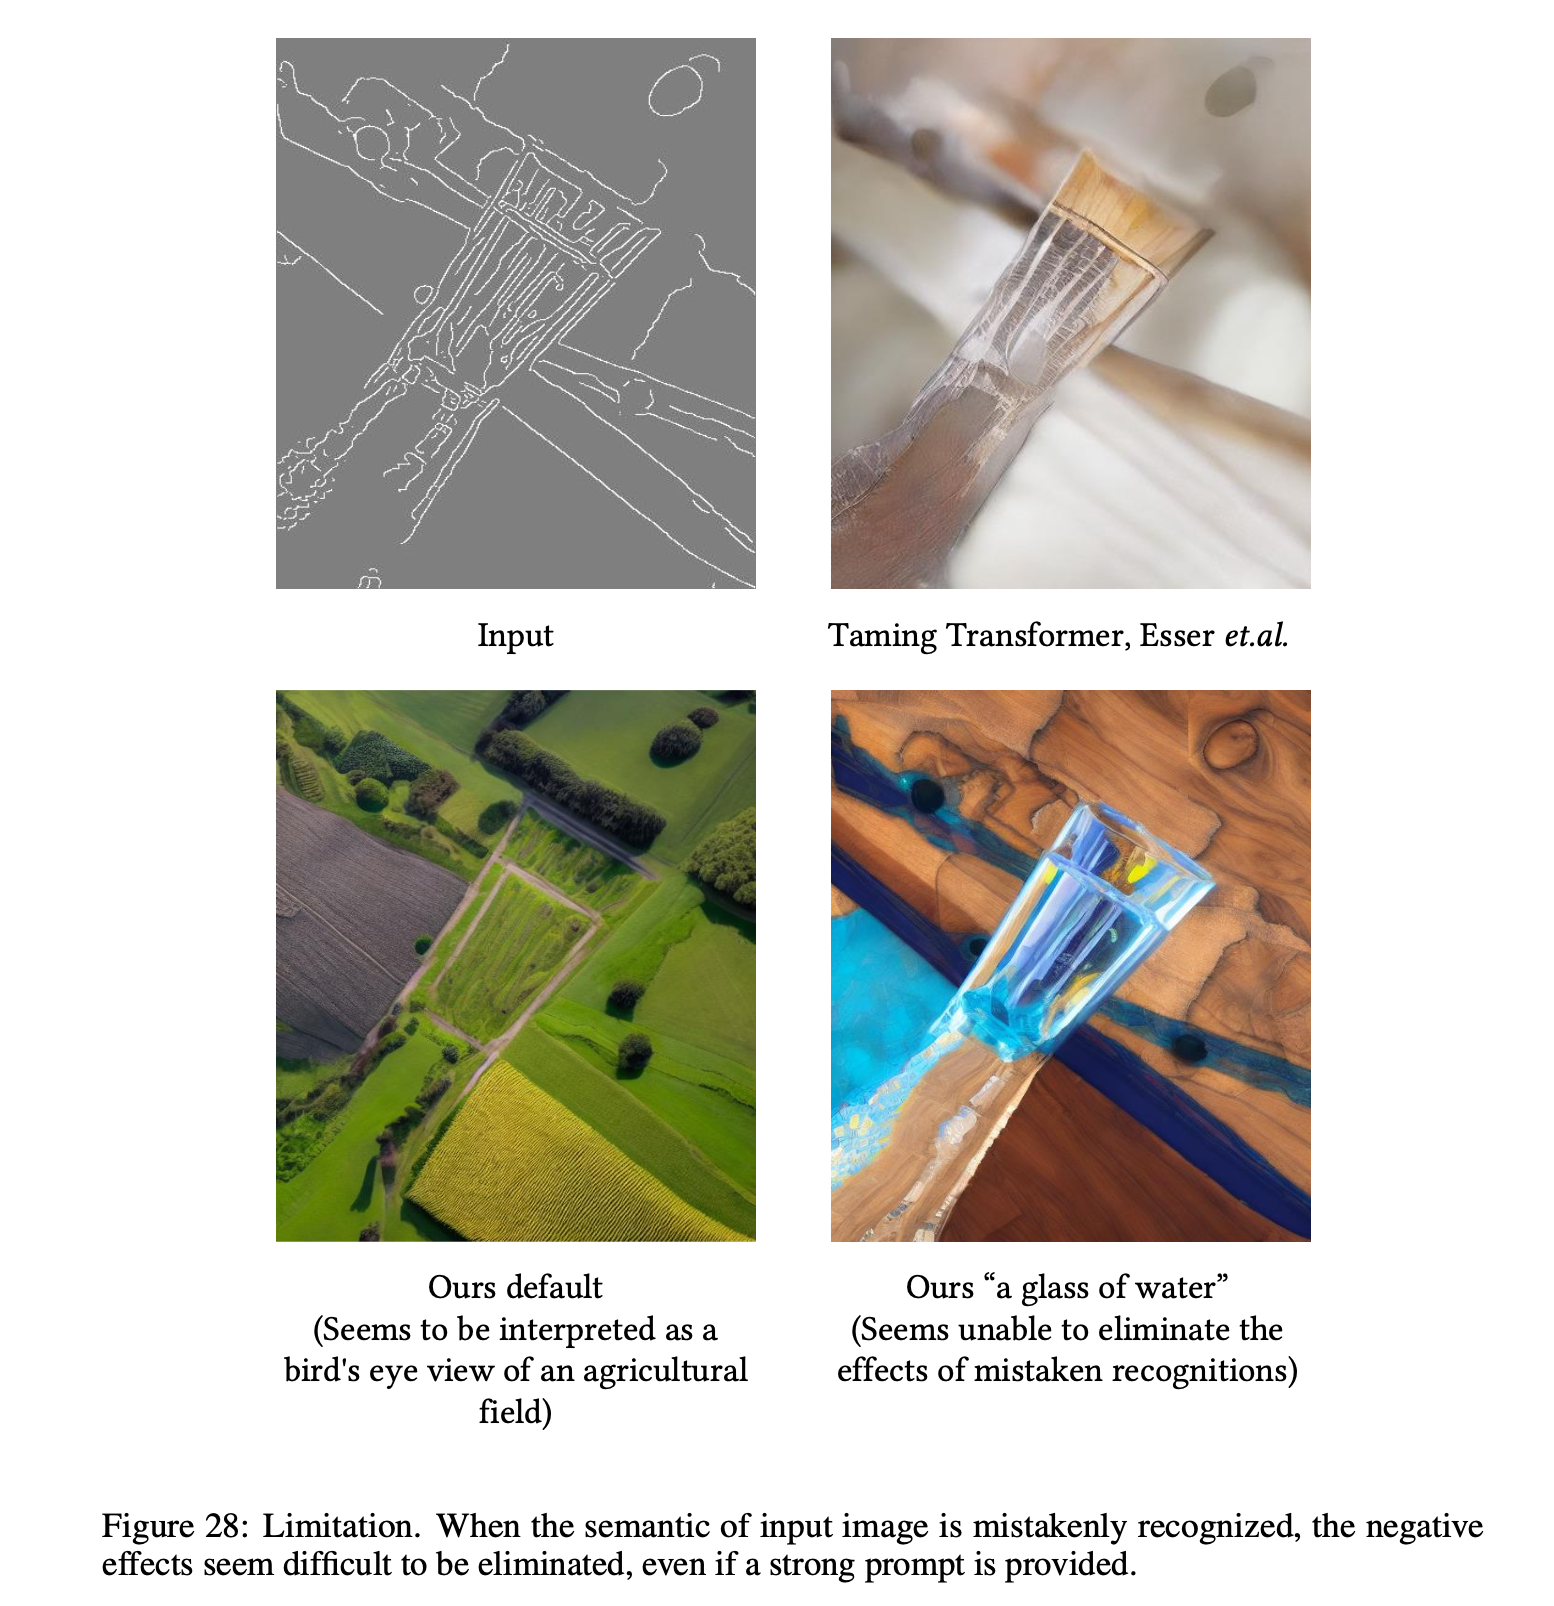 Input
Taming Transformer, Esser et.al.
Ours default
(Seems to be interpreted as a
bird's eye view of an agricultural
field)
Ours “a glass of water”
(Seems unable to eliminate the
effects of mistaken recognitions)
Figure 28: Limitation. When the semantic of input image is mistakenly recognized, the negative
effects seem difficult to be eliminated, even if a strong prompt is provided.